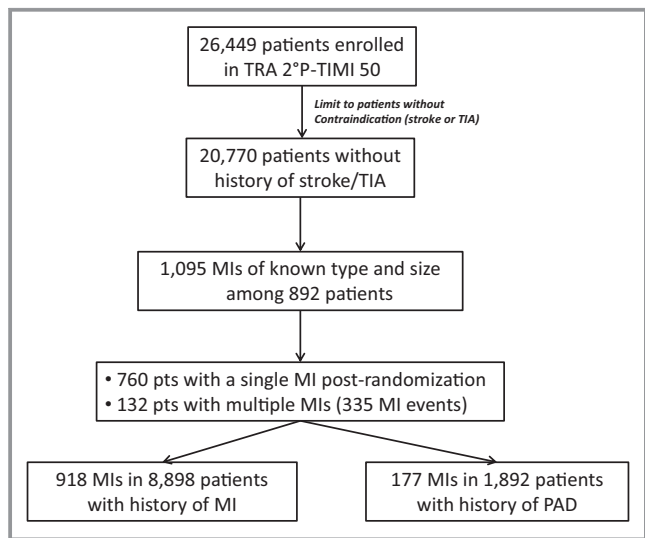 26,449 patients enrolled
in TRA 2°P-TIMI 50
Limit to patients without
Contraindication (stroke or TIA)
20,770 patients without
history of stroke/TIA
1,095 MIs of known type and size
among 892 patients
• 760 pts with a single MI post-randomization
• 132 pts with multiple MIs (335 MI events)
918 MIs in 8,898 patients
with history of MI
177 MIs in 1,892 patients
with history of PAD